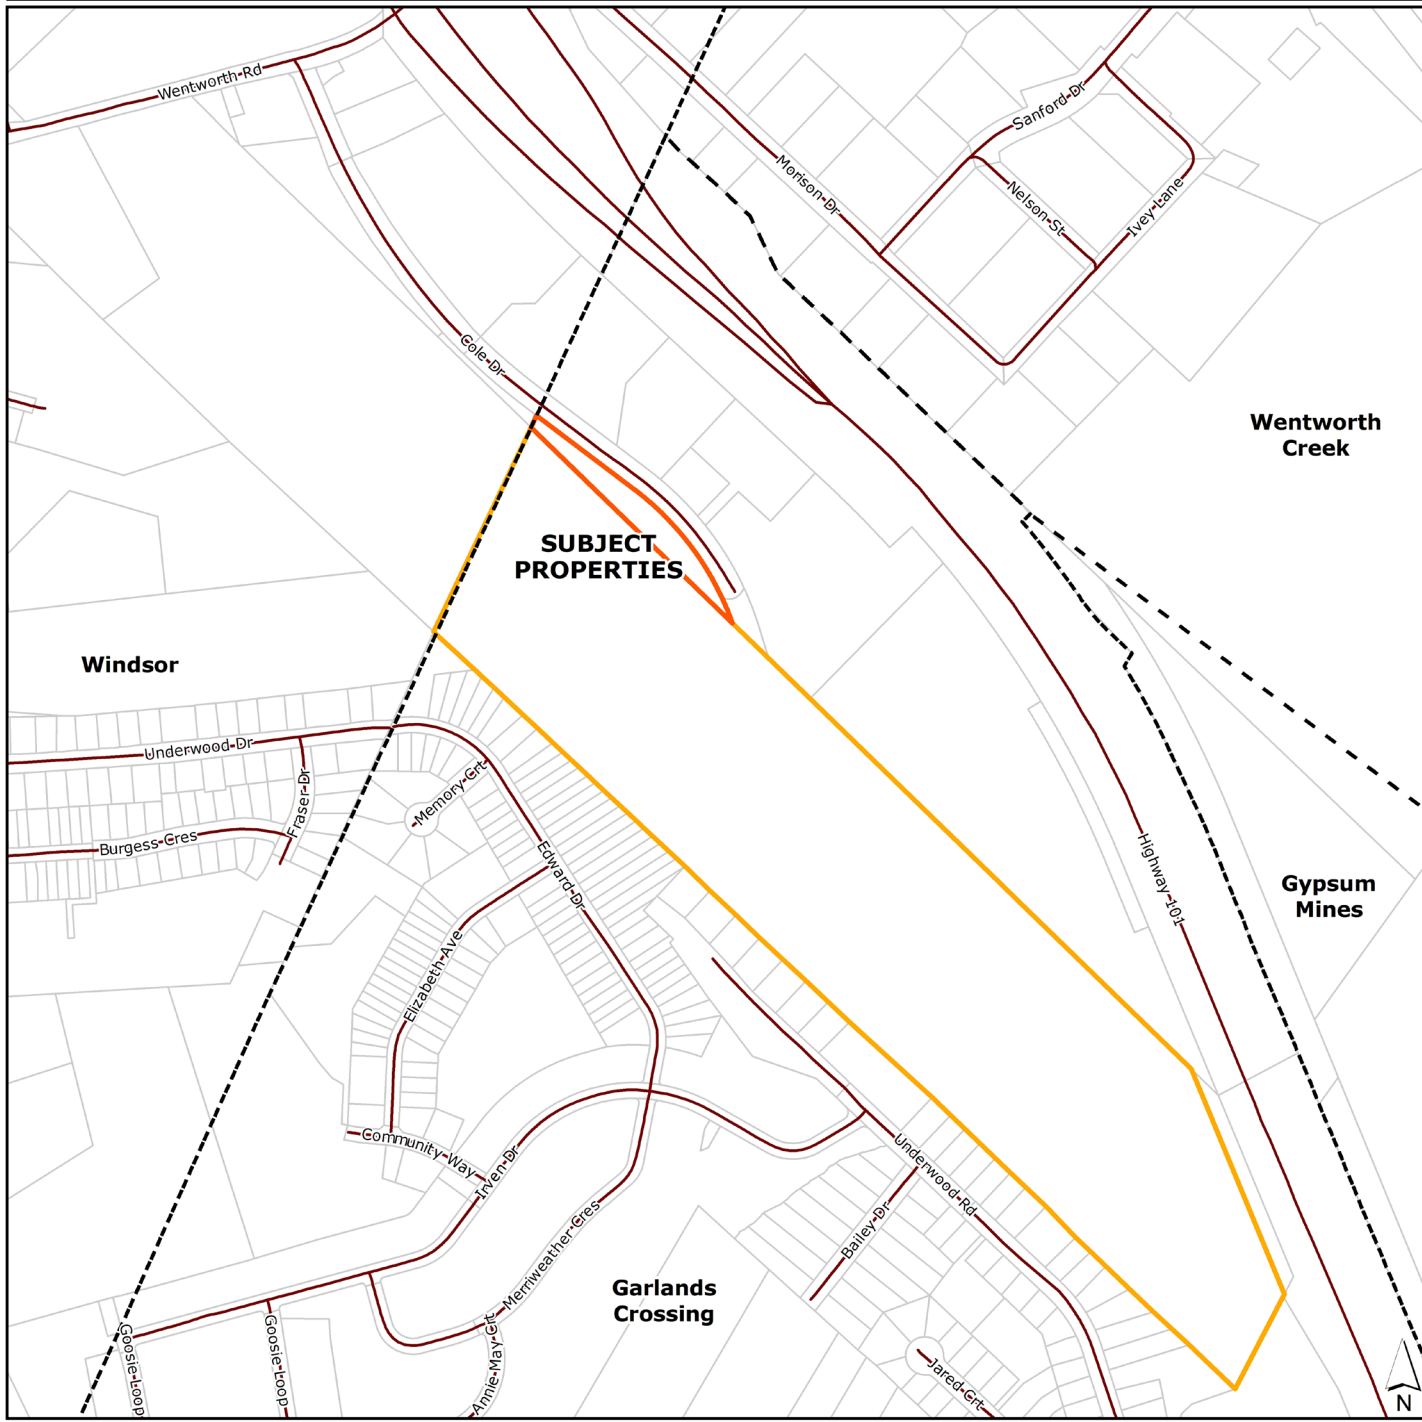 Wentworth Rd
Sanford Dr
Morison Dr
Nelson St
Ivey Lane
Cole Dr
Wentworth
Creek
SUBJECT
PROPERTIES
Windsor
Underwood Dr
Memory Crt
Fraser Dr
Burgess Cres
Edward Dr
Highway 101
Gypsum
Mines
Elizabeth Ave
Community Way
Irven Dr
Underwood Rd
Bailey Dr
Merriweather Cres
Garlands
Crossing
Goosie Loop
Goosie Loop
Annie May Crt
Jared Crt
N